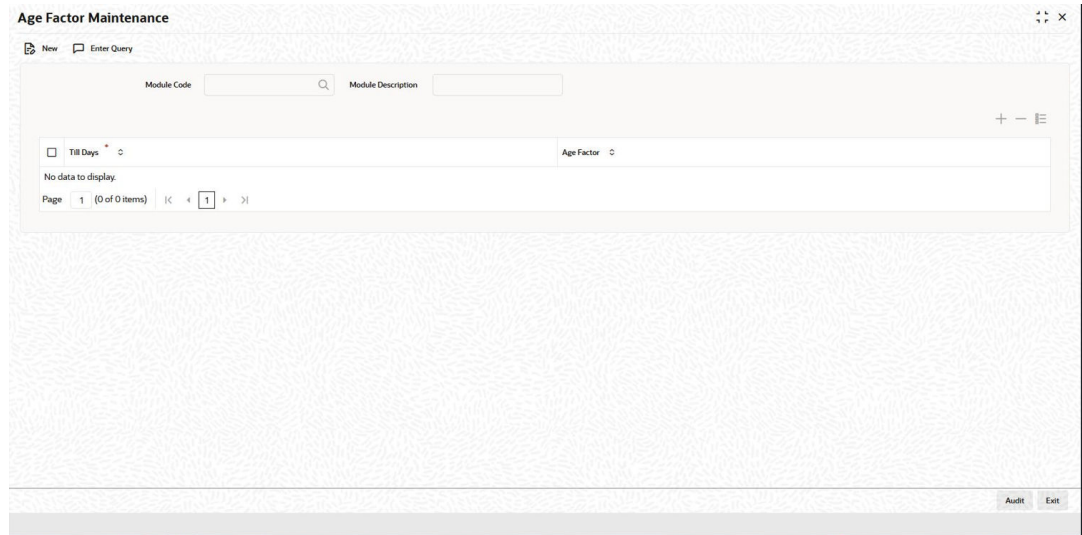 Age Factor Maintenance
New Enter Query
Module Code Module Description
Till Days * Age Factor
No data to display.
Page 1 (0 of 0 items) 1
Audit Exit